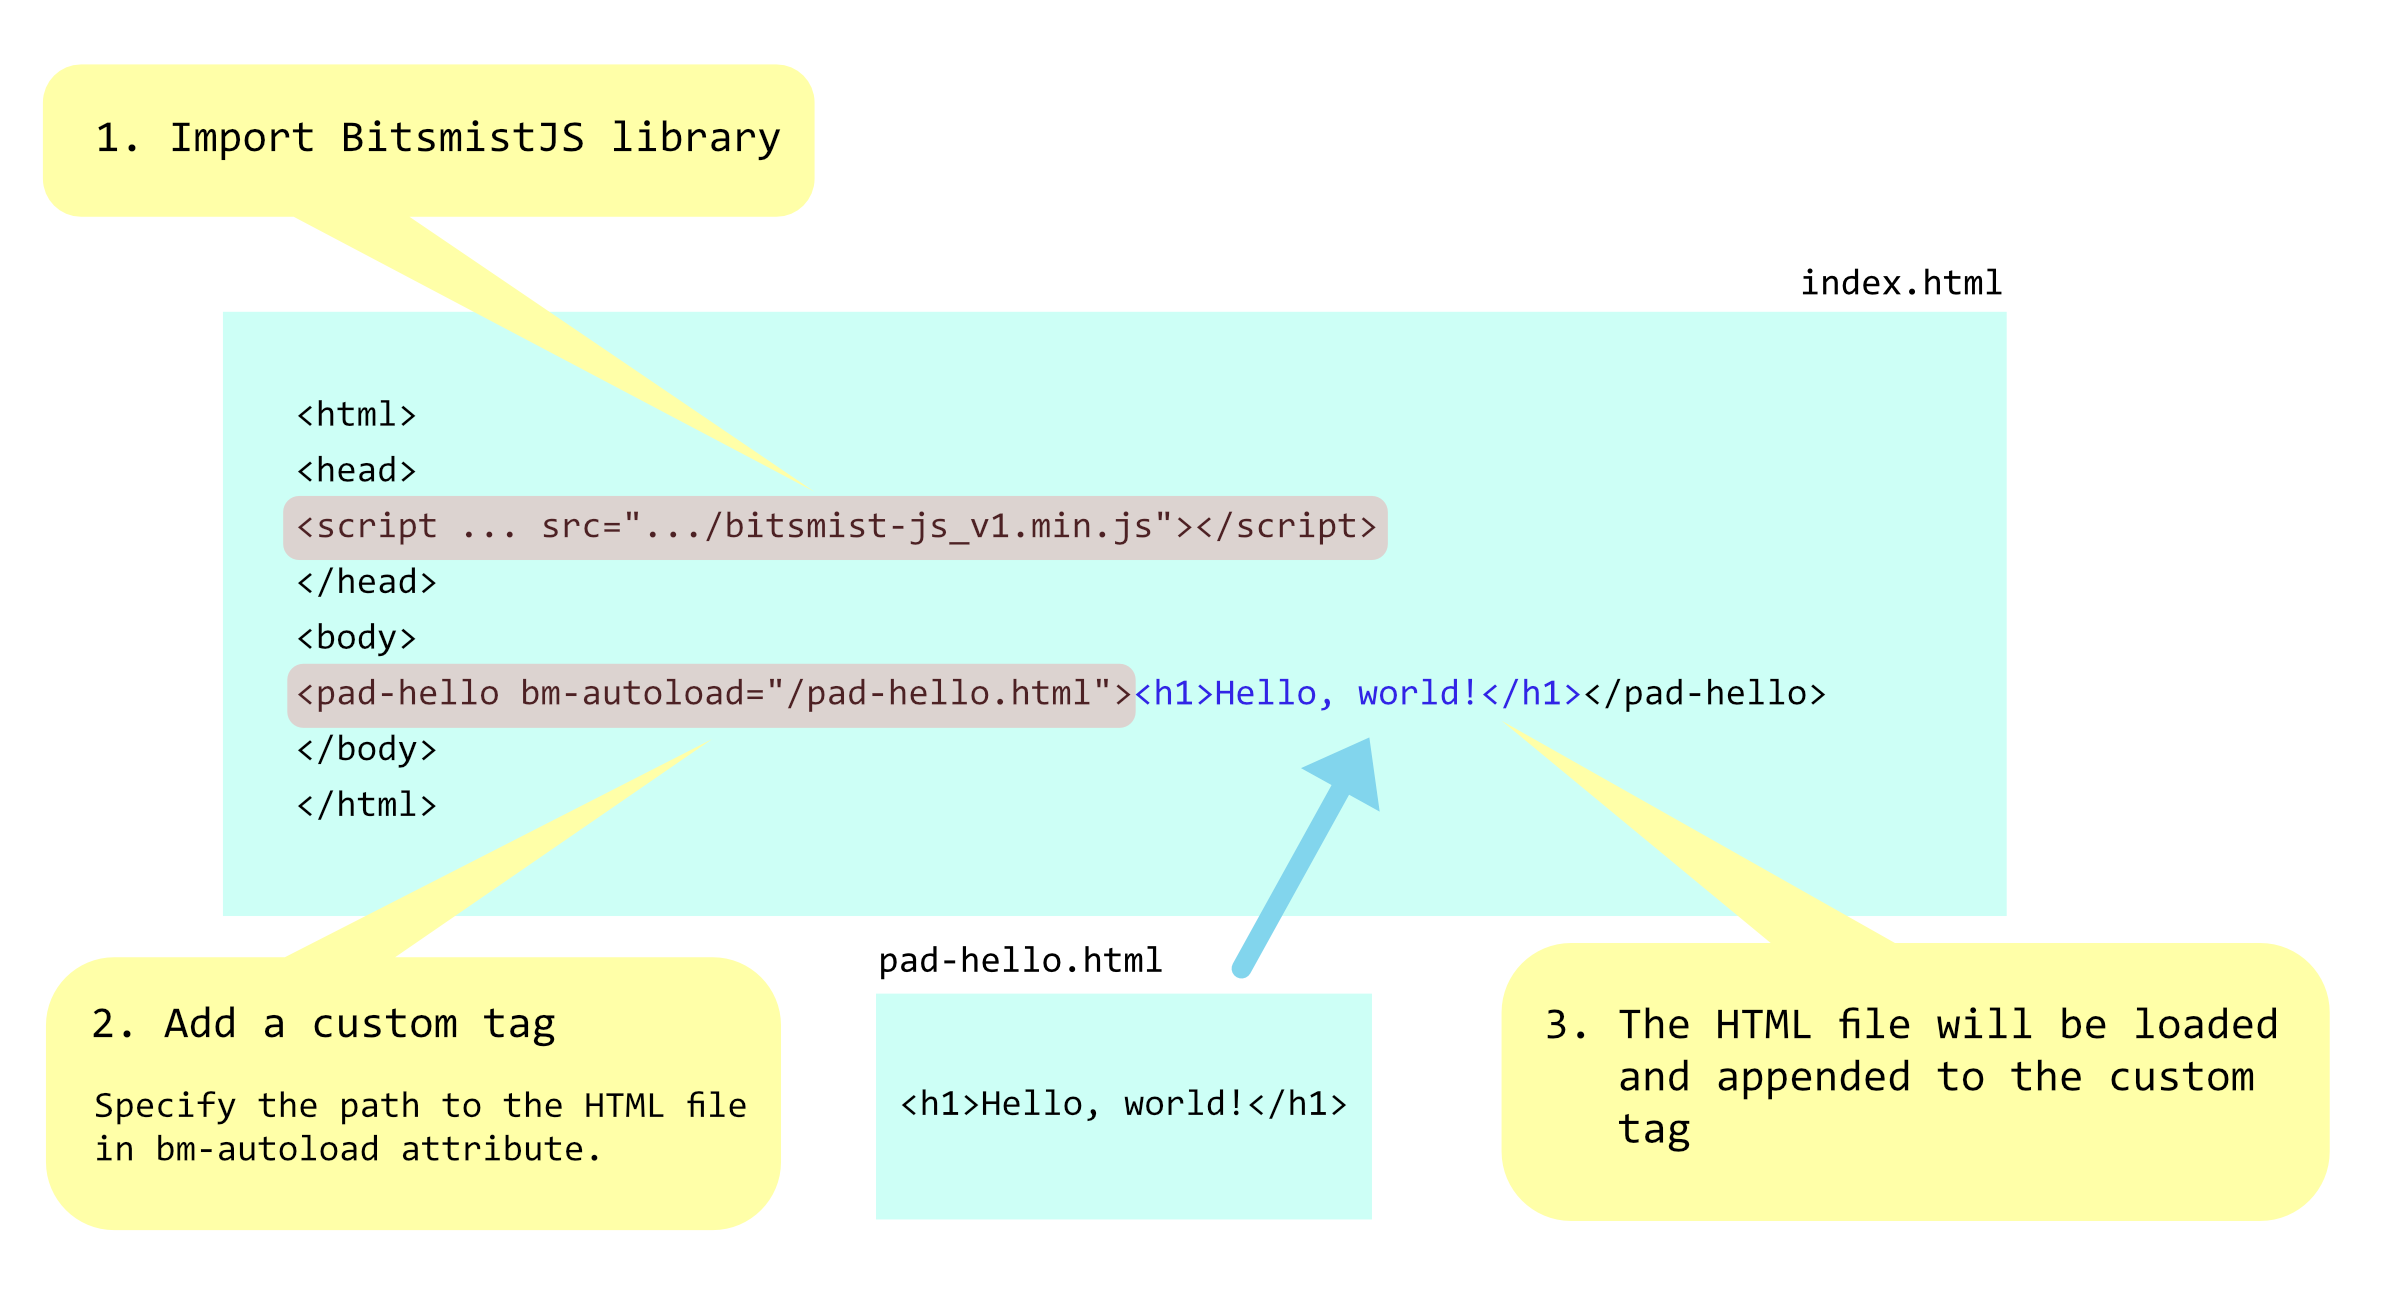 1. Import BitsmistJS library
index.html
<html>
<head>
<script ... src=".../bitsmist-js_v1.min.js"></script>
</head>
<body>
<pad-hello bm-autoload="/pad-hello.html"><h1>Hello, world!</h1></pad-hello>
</body>
</html>
2. Add a custom tag
Specify the path to the HTML file
in bm-autoload attribute.
pad-hello.html
<h1>Hello, world!</h1>
3. The HTML file will be loaded
and appended to the custom
tag